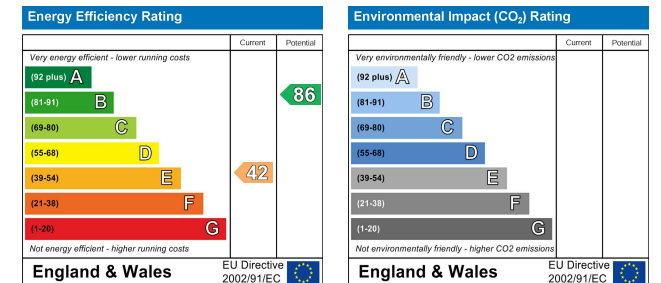 Energy Efficiency Rating
Current Potential
Very energy efficient - lower running costs
(92 plus) A
(81-91) B
86
(69-80) C
(55-68) D
(39-54) E
42
(21-38) F
(1-20) G
Not energy efficient - higher running costs
England & Wales
EU Directive
2002/91/EC
Environmental Impact (CO₂) Rating
Current Potential
Very environmentally friendly - lower CO2 emissions
(92 plus) A
(81-91) B
(69-80) C
(55-68) D
(39-54) E
(21-38) F
(1-20) G
Not environmentally friendly - higher CO2 emissions
England & Wales
EU Directive
2002/91/EC